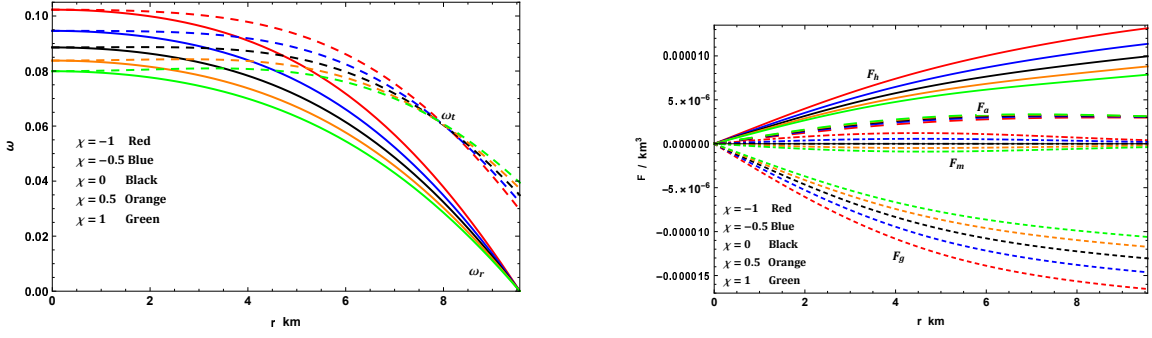 0.10
0.08
0.06
0.04
0.02
0.00
ω
ω_t
χ = −1 Red
χ = −0.5 Blue
χ = 0 Black
χ = 0.5 Orange
χ = 1 Green
ω_r
0 2 4 6 8
r km
0.000010
5.×10⁻⁶
0.000000
−5.×10⁻⁶
−0.000010
−0.000015
F / km³
F_h
F_a
F_m
χ = −1 Red
χ = −0.5 Blue
χ = 0 Black
χ = 0.5 Orange
χ = 1 Green
F_g
0 2 4 6 8
r km